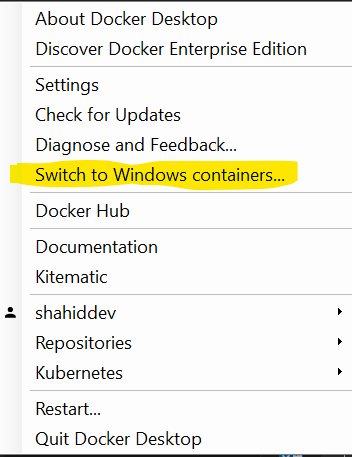 About Docker Desktop
Discover Docker Enterprise Edition
Settings
Check for Updates
Diagnose and Feedback...
Switch to Windows containers...
Docker Hub
Documentation
Kitematic
shahiddev
Repositories
Kubernetes
Restart...
Quit Docker Desktop